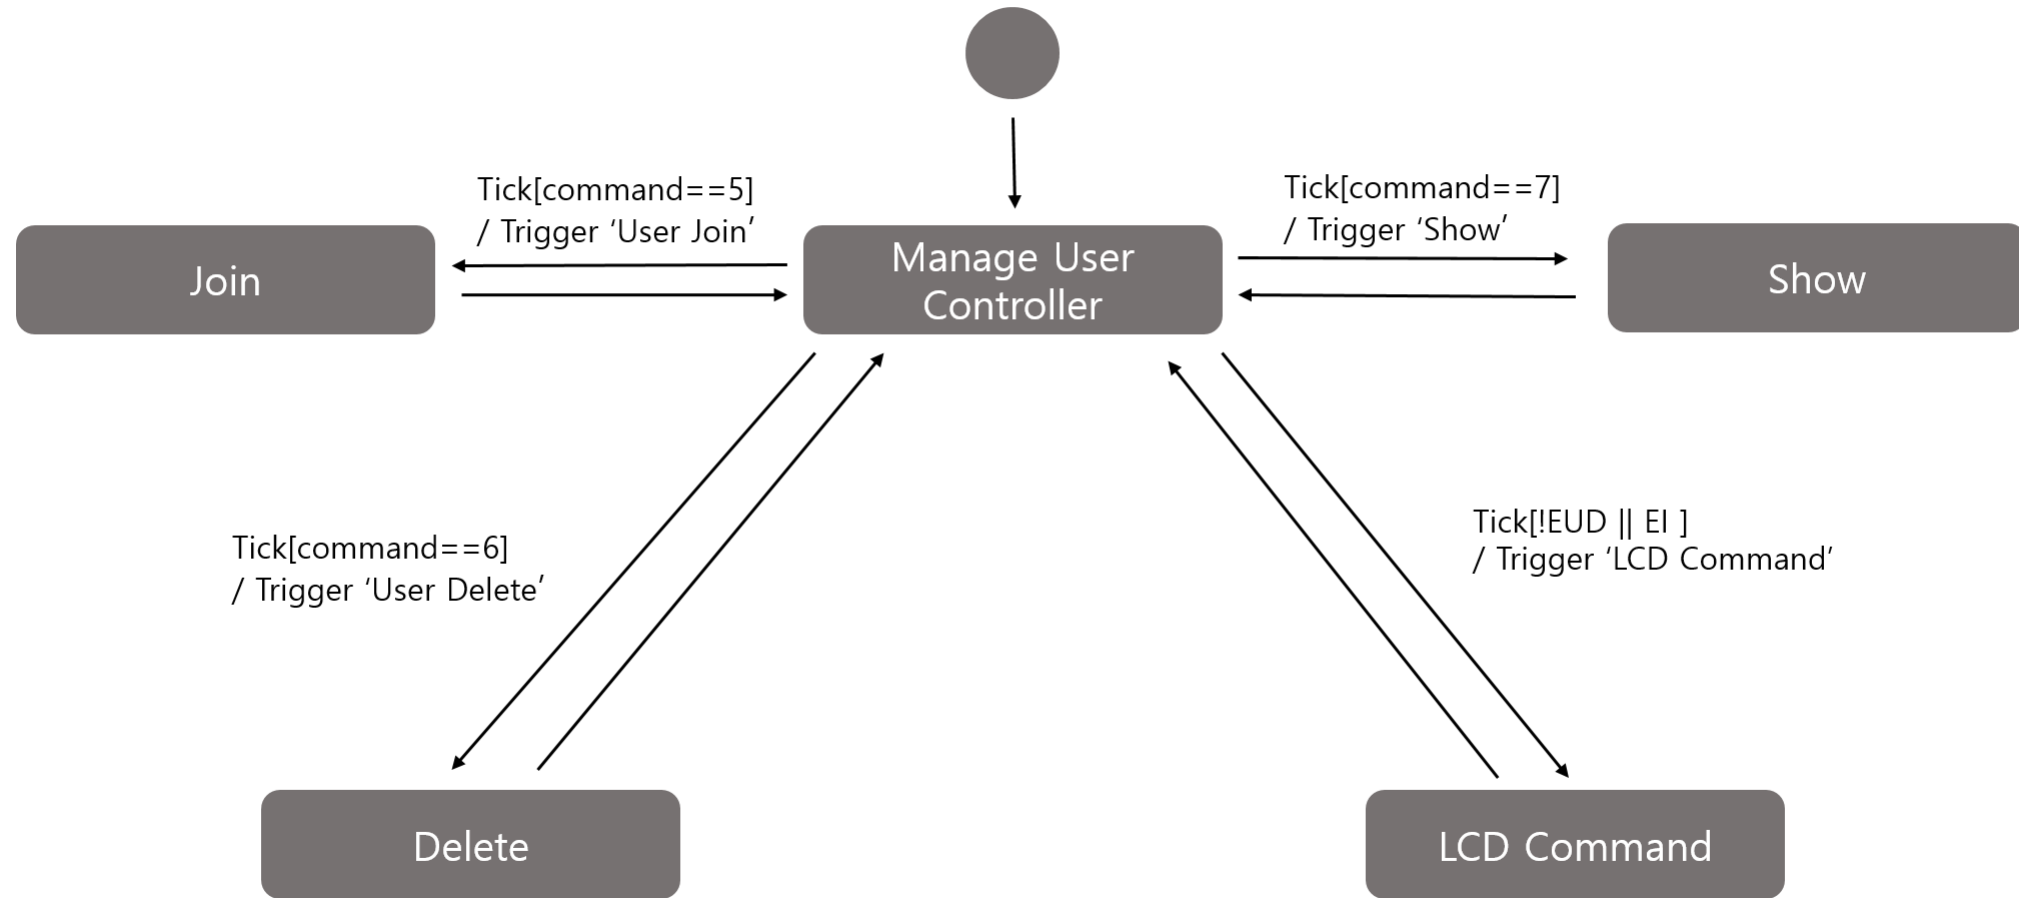 Tick[command==5]
/ Trigger ‘User Join’
Tick[command==7]
/ Trigger ‘Show’
Join
Manage User
Controller
Show
Tick[command==6]
/ Trigger ‘User Delete’
Tick[!EUD || EI ]
/ Trigger ‘LCD Command’
Delete
LCD Command